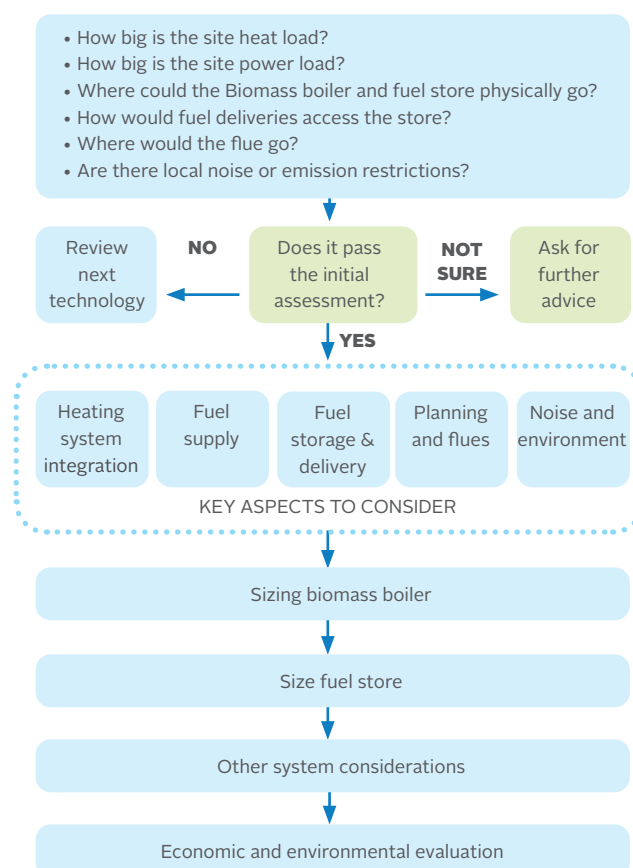 • How big is the site heat load?
• How big is the site power load?
• Where could the Biomass boiler and fuel store physically go?
• How would fuel deliveries access the store?
• Where would the flue go?
• Are there local noise or emission restrictions?
Review
next
technology
NO
Does it pass
the initial
assessment?
NOT
SURE
Ask for
further
advice
YES
Heating
system
integration
Fuel
supply
Fuel
storage &
delivery
Planning
and flues
Noise and
environment
KEY ASPECTS TO CONSIDER
Sizing biomass boiler
Size fuel store
Other system considerations
Economic and environmental evaluation